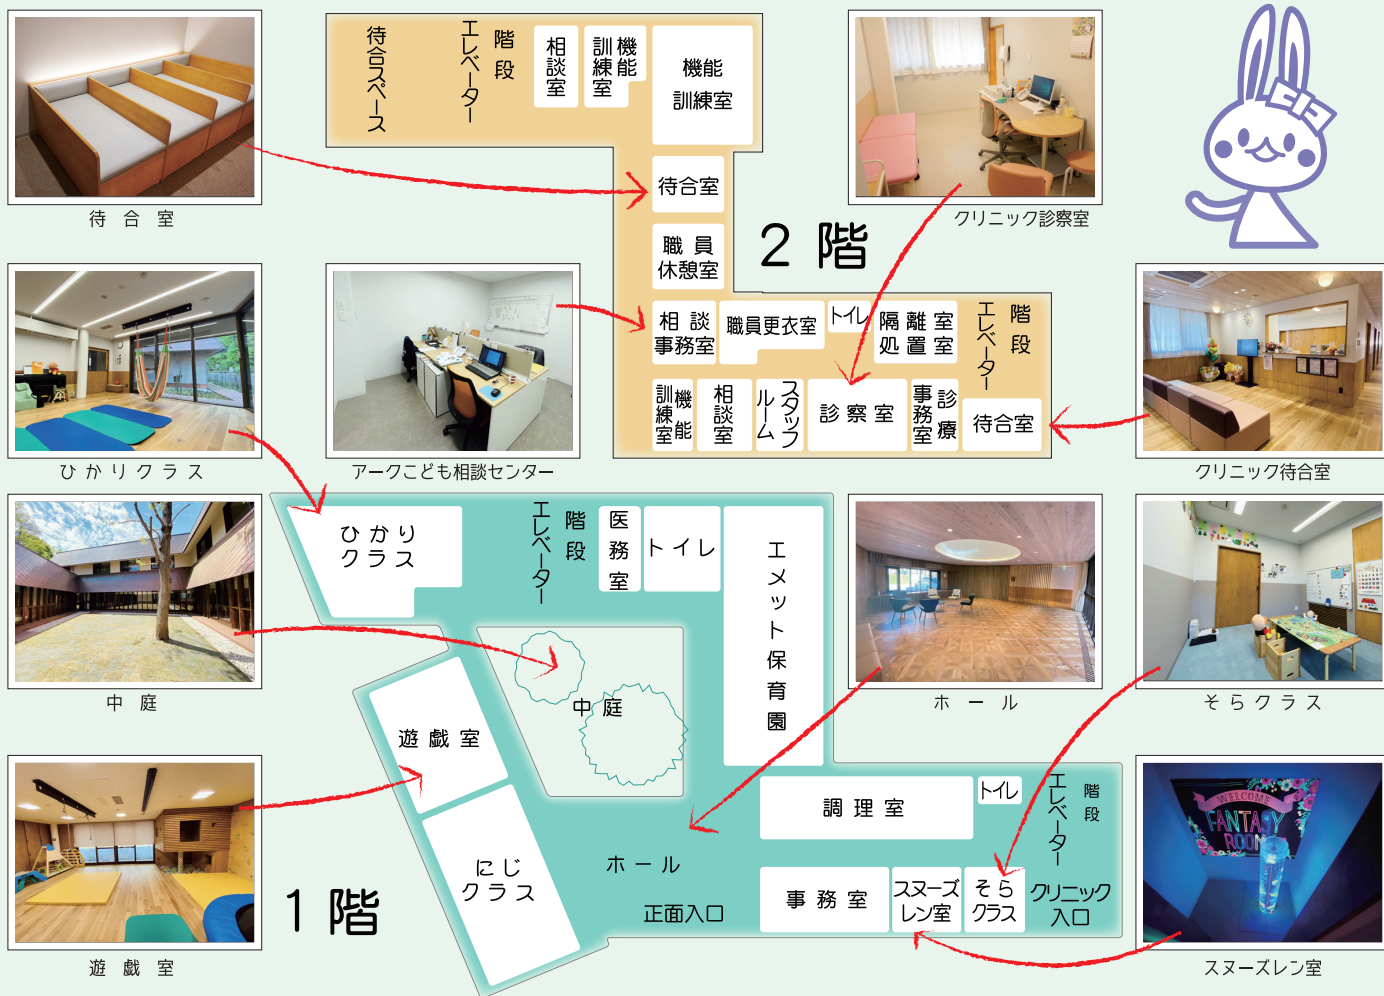 待合室
ひかりクラス
中庭
遊戯室
アークこども相談センター
クリニック診察室
クリニック待合室
ホール
そらクラス
スヌーズレン室
WELCOME
FANTASY
ROOM
2階
待合スペース
エレベーター
階段
相談室
機能
訓練室
機能
訓練室
待合室
職員
休憩室
相談
事務室
職員更衣室
トイレ
隔離室
処置室
エレベーター
階段
機能
訓練室
相談室
スタッフ
ルーム
診察室
診療
事務室
待合室
1階
ひかり
クラス
エレベーター
階段
医務室
トイレ
エメット保育園
中庭
遊戯室
にじ
クラス
ホール
正面入口
調理室
トイレ
エレベーター
階段
事務室
スヌーズ
レン室
そら
クラス
クリニック
入口